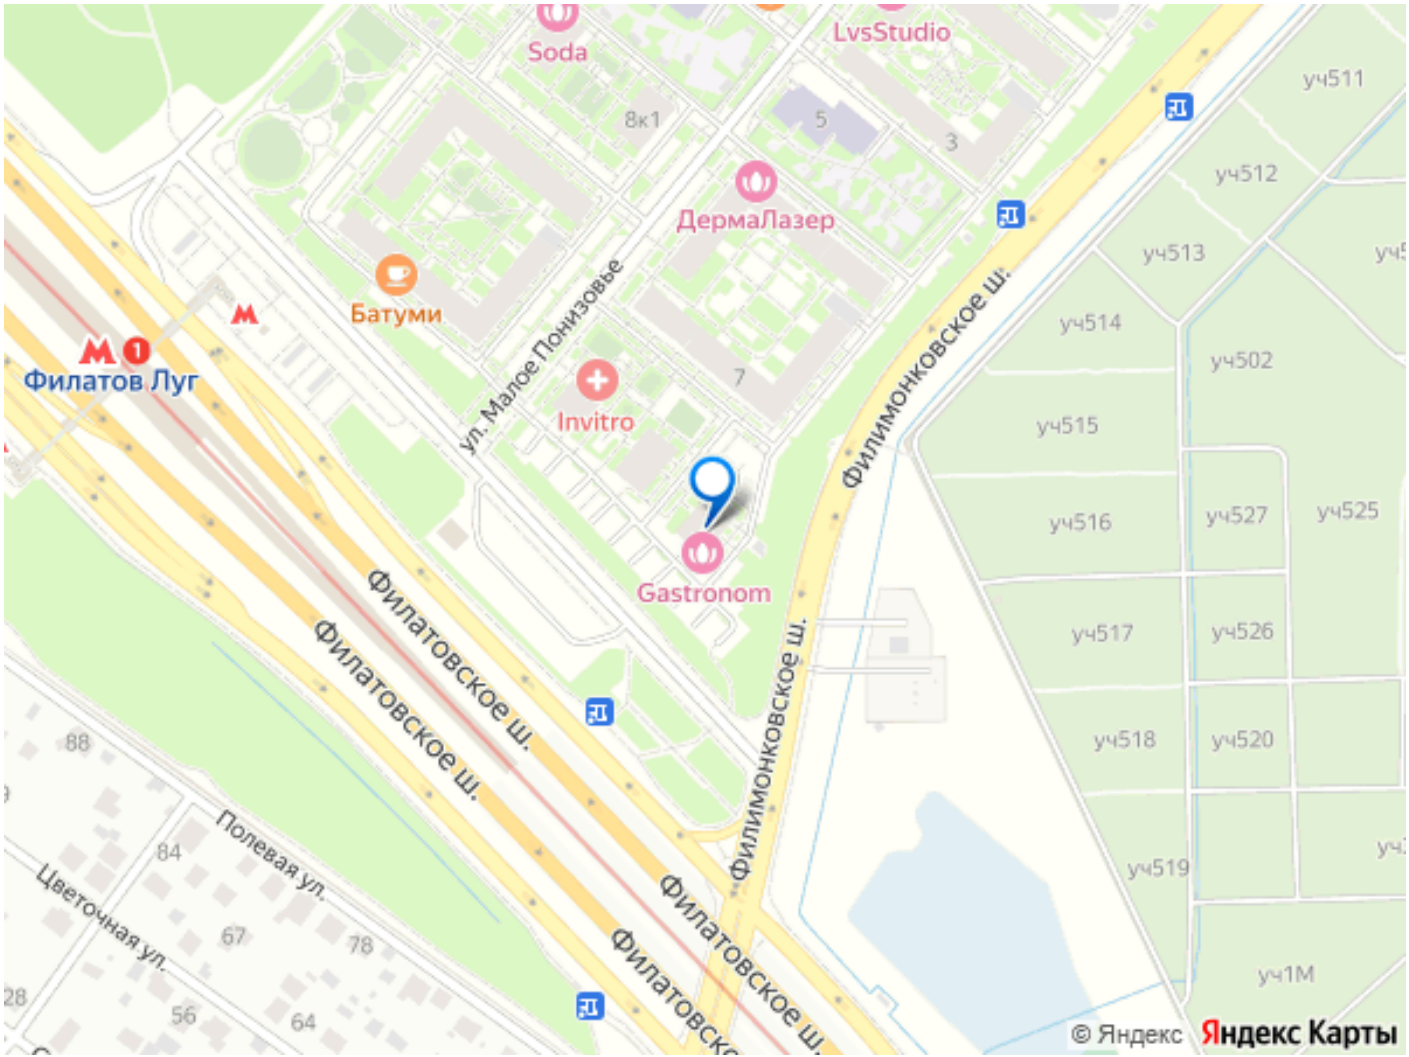 LvsStudio
Soda
уч511
8к1
5
3
уч512
ДермаЛазер
уч513
Батуми
ул. Малое Понизовье
Филимонковское ш.
уч514
М 1
Филатов Луг
7
уч502
Invitro
уч515
уч516
уч527
уч525
Gastronom
Филатовское ш.
Филатовское ш.
Филимонковское ш.
уч517
уч526
88
уч518
уч520
Полевая ул.
84
уч519
Цветочная ул.
67
78
Филатовское ш.
уч1М
28
56
64
© Яндекс Яндекс Карты